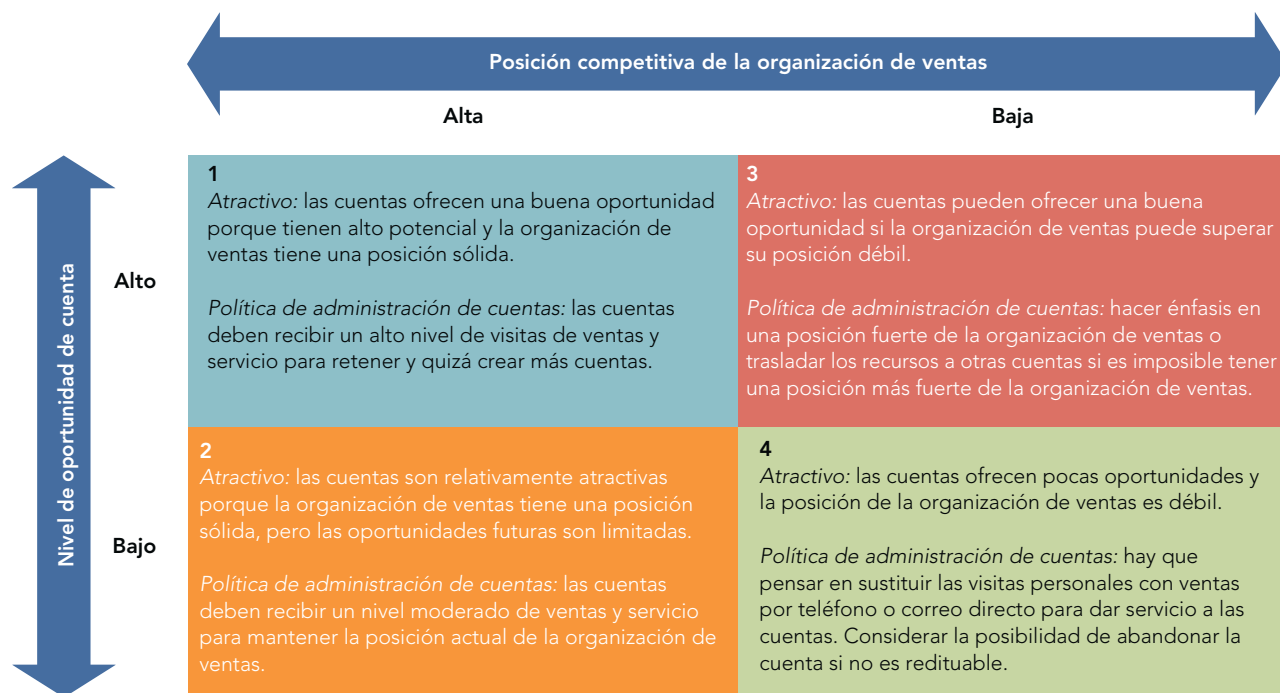 Posición competitiva de la organización de ventas
Alta
Baja
Nivel de oportunidad de cuenta
Alto
Bajo
1
Atractivo: las cuentas ofrecen una buena oportunidad
porque tienen alto potencial y la organización de
ventas tiene una posición sólida.
Política de administración de cuentas: las cuentas
deben recibir un alto nivel de visitas de ventas y
servicio para retener y quizá crear más cuentas.
3
Atractivo: las cuentas pueden ofrecer una buena
oportunidad si la organización de ventas puede superar
su posición débil.
Política de administración de cuentas: hacer énfasis en
una posición fuerte de la organización de ventas o
trasladar los recursos a otras cuentas si es imposible tener
una posición más fuerte de la organización de ventas.
2
Atractivo: las cuentas son relativamente atractivas
porque la organización de ventas tiene una posición
sólida, pero las oportunidades futuras son limitadas.
Política de administración de cuentas: las cuentas
deben recibir un nivel moderado de ventas y servicio
para mantener la posición actual de la organización de
ventas.
4
Atractivo: las cuentas ofrecen pocas oportunidades y
la posición de la organización de ventas es débil.
Política de administración de cuentas: hay que
pensar en sustituir las visitas personales con ventas
por teléfono o correo directo para dar servicio a las
cuentas. Considerar la posibilidad de abandonar la
cuenta si no es redituable.